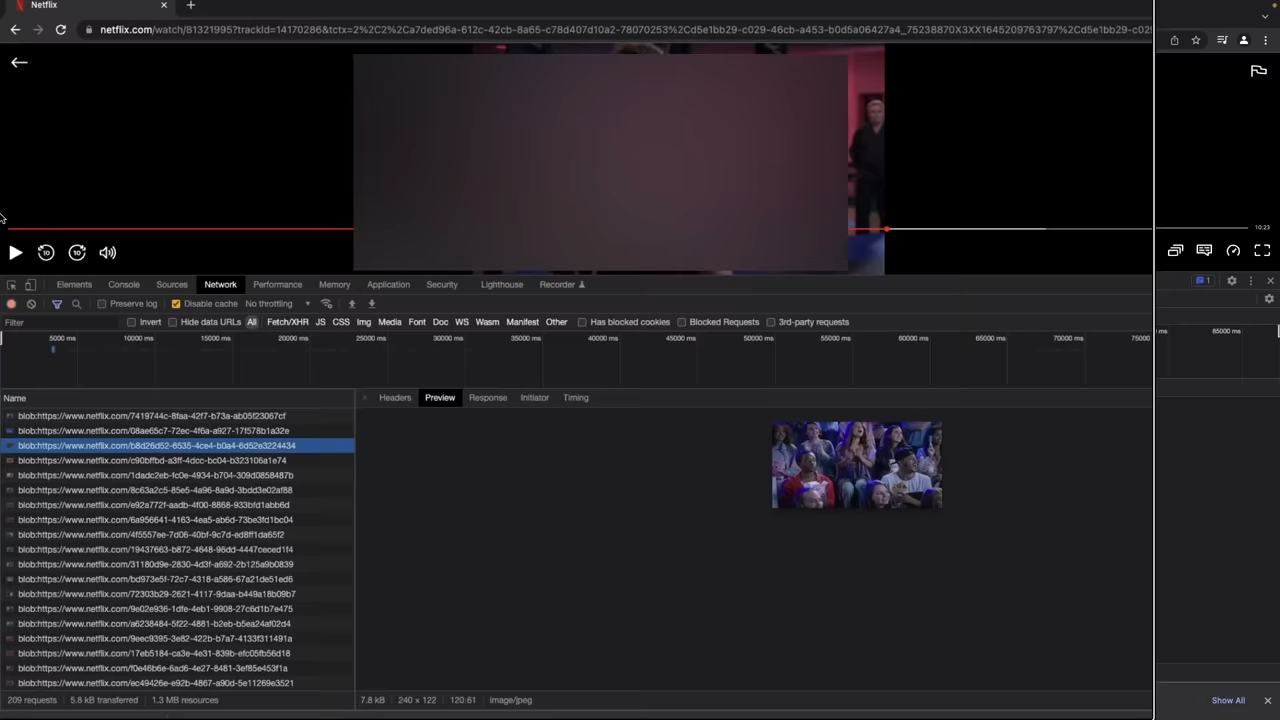 Netflix
netflix.com/watch/81321995?trackId=14170286&tctx=2%2C2%2Ca7ded96a-612c-42cb-8a65-c78d407d10a2-78070253%2Cd5e1bb29-c029-46cb-a453-b0d5a06427a4_75238870X3XX1645209763797%2Cd5e1bb29-c029-46cb-a453-b0d5
10:23
10
10
Elements Console Sources Network Performance Memory Application Security Lighthouse Recorder 1
Preserve log Disable cache No throttling
Filter Invert Hide data URLs All Fetch/XHR JS CSS Img Media Font Doc WS Wasm Manifest Other Has blocked cookies Blocked Requests 3rd-party requests
5000 ms 10000 ms 15000 ms 20000 ms 25000 ms 30000 ms 35000 ms 40000 ms 45000 ms 50000 ms 55000 ms 60000 ms 65000 ms 70000 ms 75000 ms 85000 ms
Name Headers Preview Response Initiator Timing
blob:https://www.netflix.com/7419744c-8faa-42f7-b73a-ab05f23067cf
blob:https://www.netflix.com/08ae65c7-72ec-4f6a-a927-17f578b1a32e
blob:https://www.netflix.com/b8d26d52-6535-4ce4-b0a4-6d52e3224434
blob:https://www.netflix.com/c90bffbd-a3ff-4dcc-bc04-b323106a1e74
blob:https://www.netflix.com/1dadc2eb-fc0e-4934-b704-309d0858487b
blob:https://www.netflix.com/8c63a2c5-85e5-4a96-8a9d-3bdd3e02af88
blob:https://www.netflix.com/e92a772f-aadb-4f00-8868-933bfd1abb6d
blob:https://www.netflix.com/6a956641-4163-4ea5-ab6d-73be3fd1bc04
blob:https://www.netflix.com/4f5557ee-7d06-40bf-9c7d-ed8ff1da65f2
blob:https://www.netflix.com/19437663-b872-4648-96dd-4447ceced1f4
blob:https://www.netflix.com/31180d9e-2830-4d3f-a692-2b125a9b0839
blob:https://www.netflix.com/bd973e5f-72c7-4318-a586-67a21de51ed6
blob:https://www.netflix.com/72303b29-2621-4117-9daa-b449a18b09b7
blob:https://www.netflix.com/9e02e936-1dfe-4eb1-9908-27c6d1b7e475
blob:https://www.netflix.com/a6238484-5f22-4881-b2eb-b5ea24af02d4
blob:https://www.netflix.com/9eec9395-3e82-422b-b7a7-4133f311491a
blob:https://www.netflix.com/17eb5184-ca3e-4e31-839b-efc05fb56d18
blob:https://www.netflix.com/f0e46b6e-6ad6-4e27-8481-3ef85e453f1a
blob:https://www.netflix.com/ec49426e-e92b-4867-a90d-5e11269e3521
209 requests 5.8 kB transferred 1.3 MB resources 7.8 kB 240 × 122 120:61 image/jpeg Show All